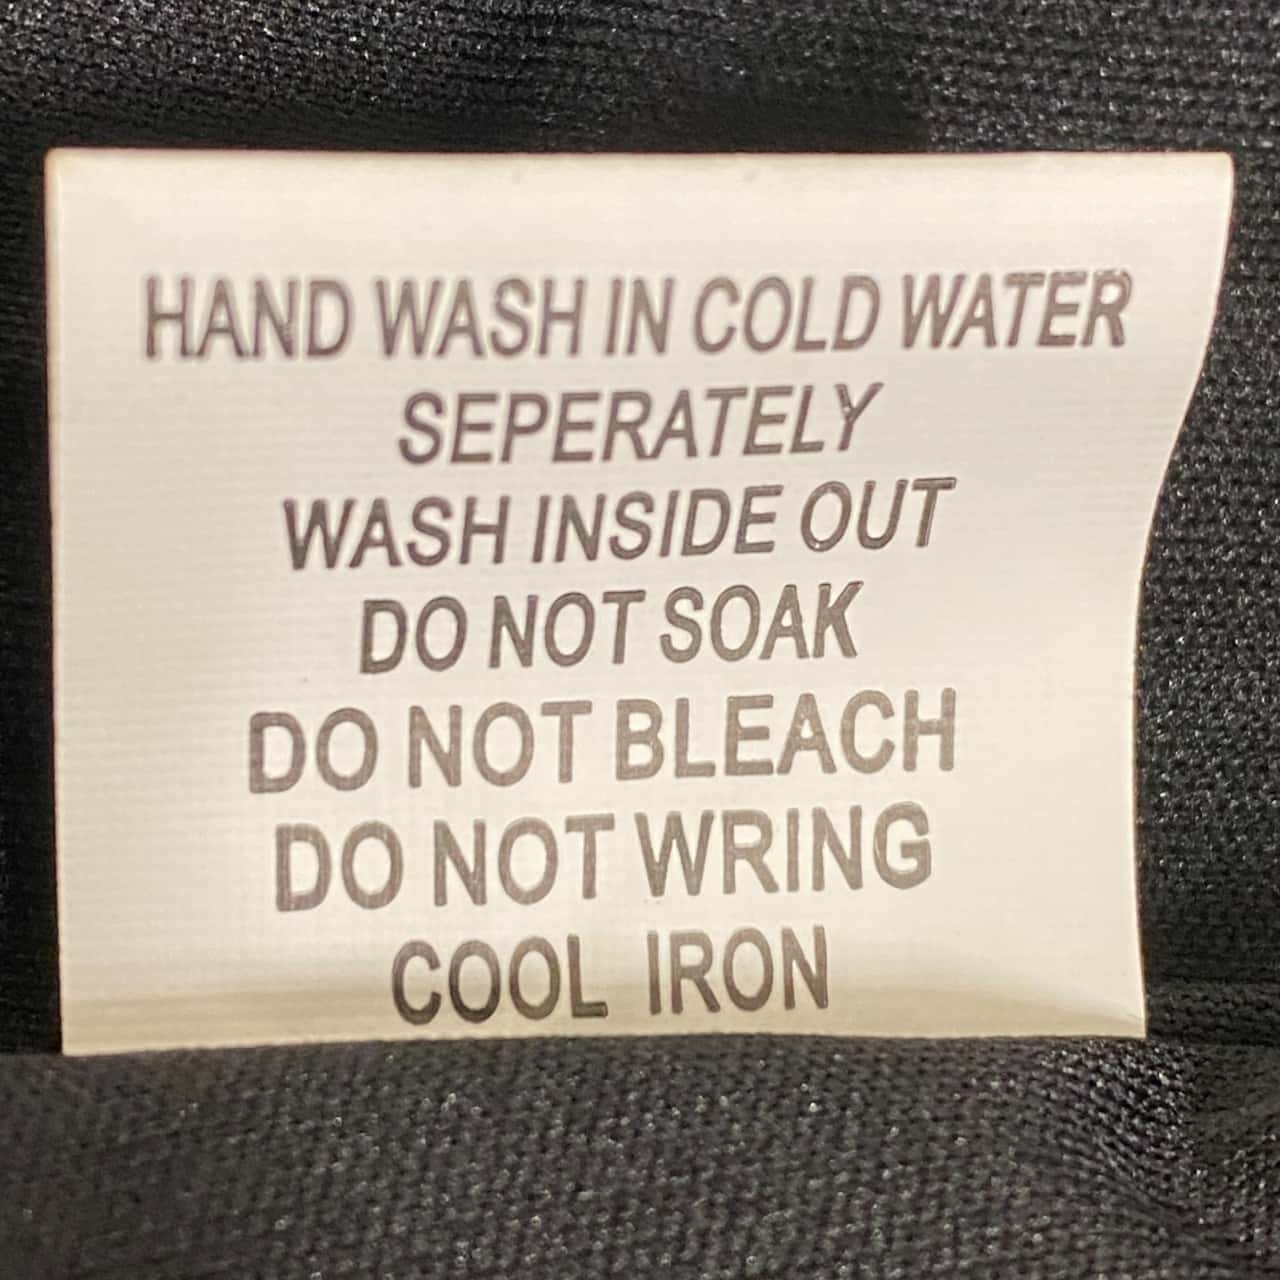 HAND WASH IN COLD WATER
SEPERATELY
WASH INSIDE OUT
DO NOT SOAK
DO NOT BLEACH
DO NOT WRING
COOL IRON